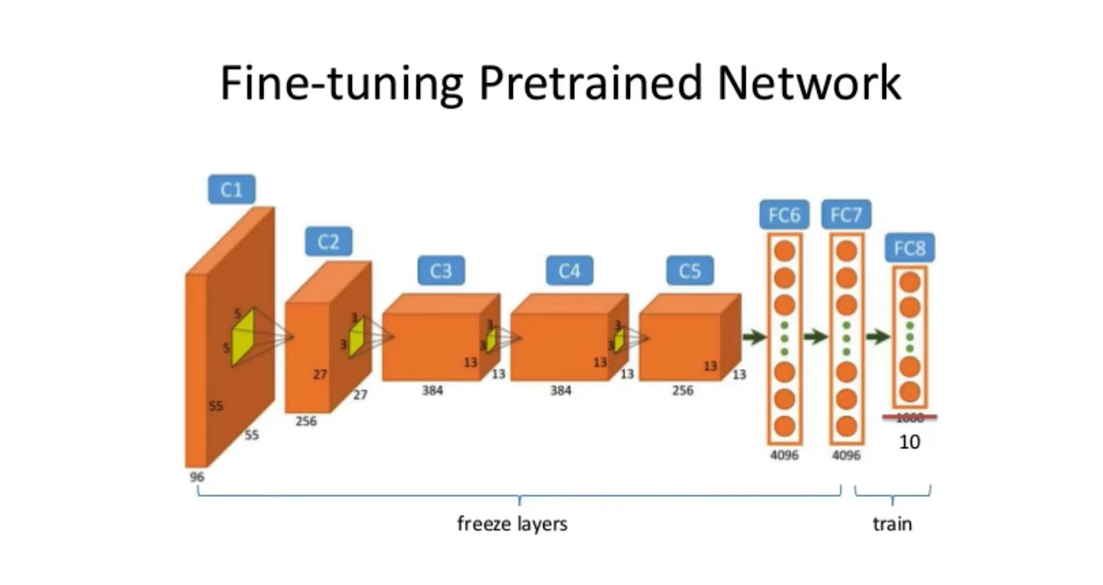 Fine-tuning Pretrained Network
C1
C2
C3
C4
C5
FC6
FC7
FC8
5
5
3
3
3
3
3
3
55
55
96
27
27
256
13
13
384
13
13
384
13
13
256
4096
4096
1000
10
freeze layers
train